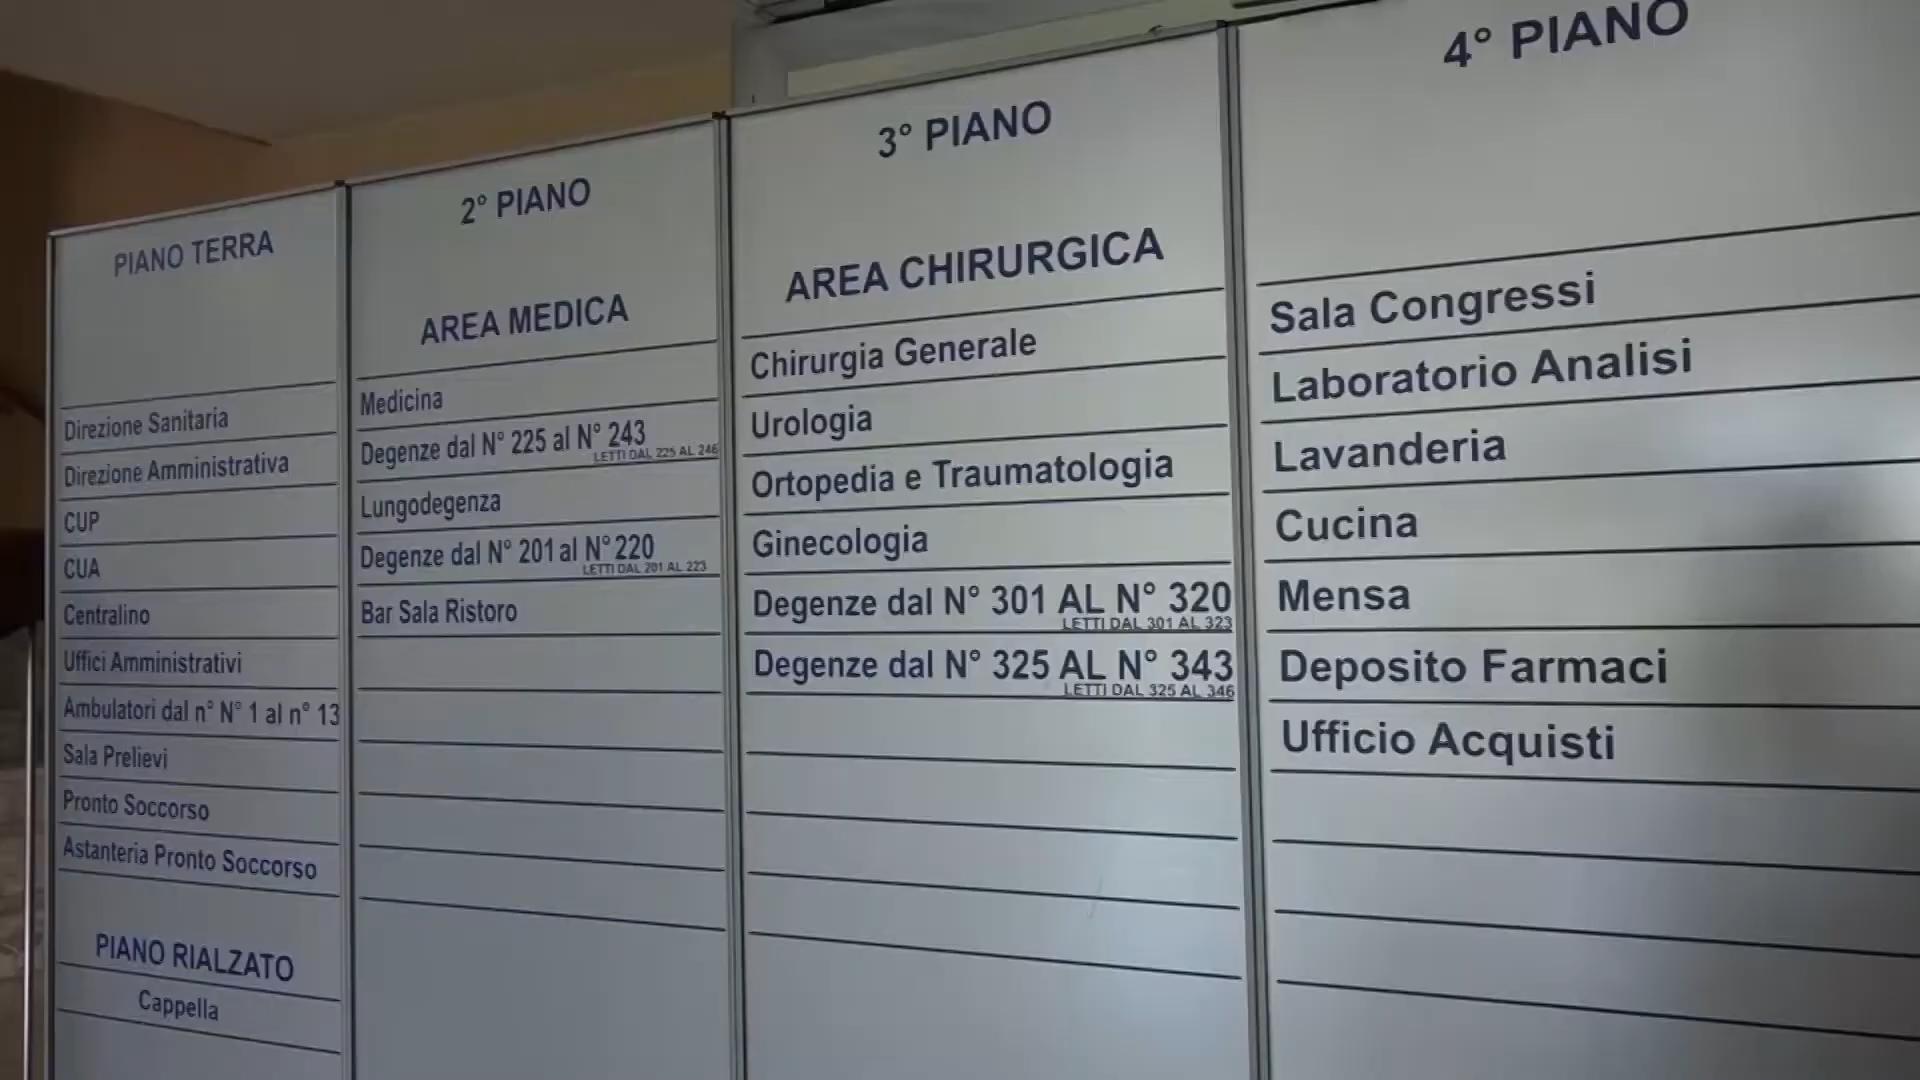 PIANO TERRA
Direzione Sanitaria
Direzione Amministrativa
CUP
CUA
Centralino
Uffici Amministrativi
Ambulatori dal n° N° 1 al n° 13
Sala Prelievi
Pronto Soccorso
Astanteria Pronto Soccorso
PIANO RIALZATO
Cappella
2° PIANO
AREA MEDICA
Medicina
Degenze dal N° 225 al N° 243
LETTI DAL 225 AL 246
Lungodegenza
Degenze dal N° 201 al N° 220
LETTI DAL 201 AL 223
Bar Sala Ristoro
3° PIANO
AREA CHIRURGICA
Chirurgia Generale
Urologia
Ortopedia e Traumatologia
Ginecologia
Degenze dal N° 301 AL N° 320
LETTI DAL 301 AL 323
Degenze dal N° 325 AL N° 343
LETTI DAL 325 AL 346
4° PIANO
Sala Congressi
Laboratorio Analisi
Lavanderia
Cucina
Mensa
Deposito Farmaci
Ufficio Acquisti